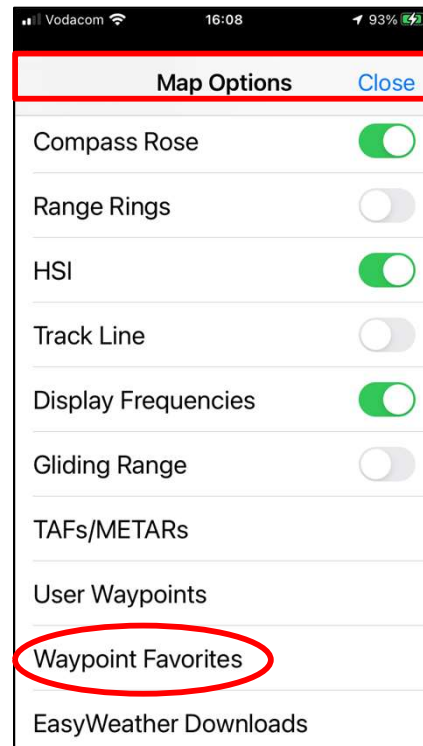 Vodacom 16:08 93%
Map Options Close
Compass Rose
Range Rings
HSI
Track Line
Display Frequencies
Gliding Range
TAFs/METARs
User Waypoints
Waypoint Favorites
EasyWeather Downloads